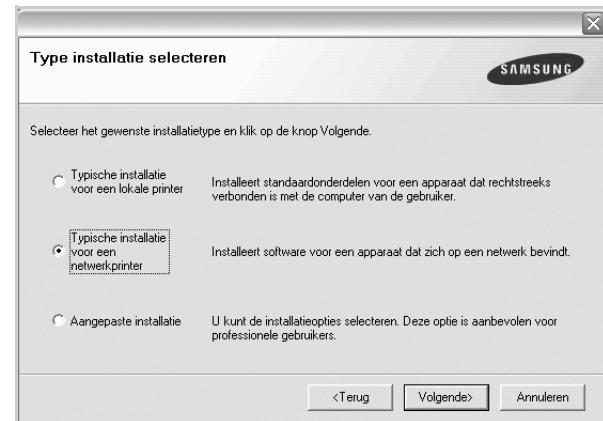 Type installatie selecteren
SAMSUNG
Selecteer het gewenste installatietype en klik op de knop Volgende.
Typische installatie
voor een lokale printer
Installeert standaardonderdelen voor een apparaat dat rechtstreeks
verbonden is met de computer van de gebruiker.
Typische installatie
voor een
netwerkprinter
Installeert software voor een apparaat dat zich op een netwerk bevindt.
Aangepaste installatie
U kunt de installatieopties selecteren. Deze optie is aanbevolen voor
professionele gebruikers.
<Terug
Volgende>
Annuleren